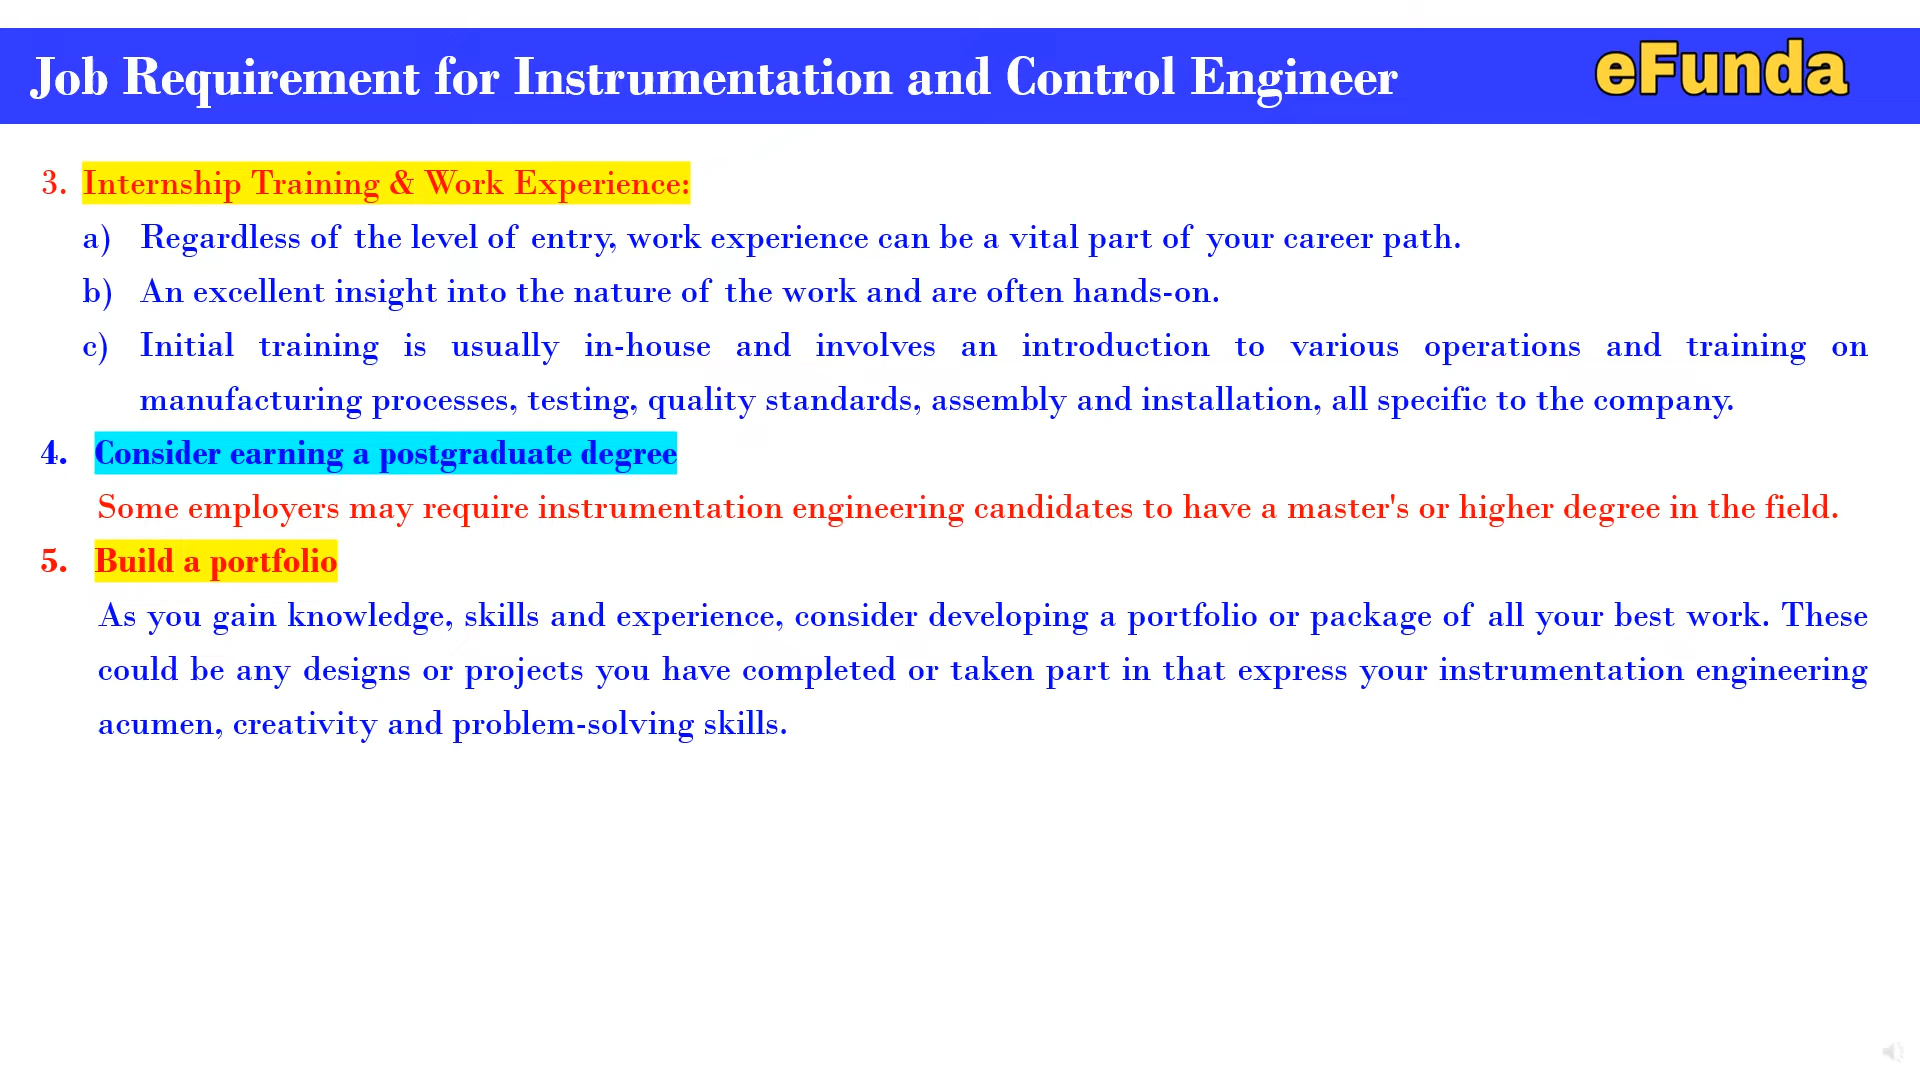 Job Requirement for Instrumentation and Control Engineer
eFunda
3. Internship Training & Work Experience:
a) Regardless of the level of entry, work experience can be a vital part of your career path.
b) An excellent insight into the nature of the work and are often hands-on.
c) Initial training is usually in-house and involves an introduction to various operations and training on
manufacturing processes, testing, quality standards, assembly and installation, all specific to the company.
4. Consider earning a postgraduate degree
Some employers may require instrumentation engineering candidates to have a master's or higher degree in the field.
5. Build a portfolio
As you gain knowledge, skills and experience, consider developing a portfolio or package of all your best work. These
could be any designs or projects you have completed or taken part in that express your instrumentation engineering
acumen, creativity and problem-solving skills.